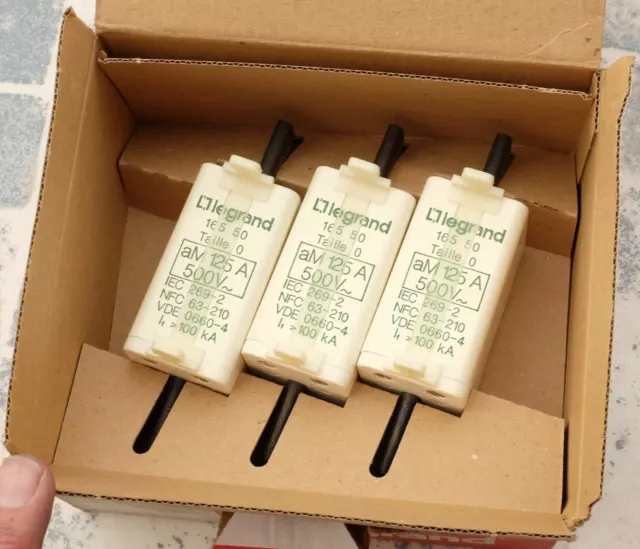 legrand
165 50
Taille 0
aM 125 A
500V~
IEC 269-2
NFC 63-210
VDE 0660-4
I₁ >100 kA
legrand
165 50
Taille 0
aM 125 A
500V~
IEC 269-2
NFC 63-210
VDE 0660-4
I₁ >100 kA
legrand
165 50
Taille 0
aM 125 A
500V~
IEC 269-2
NFC 63-210
VDE 0660-4
I₁ >100 kA